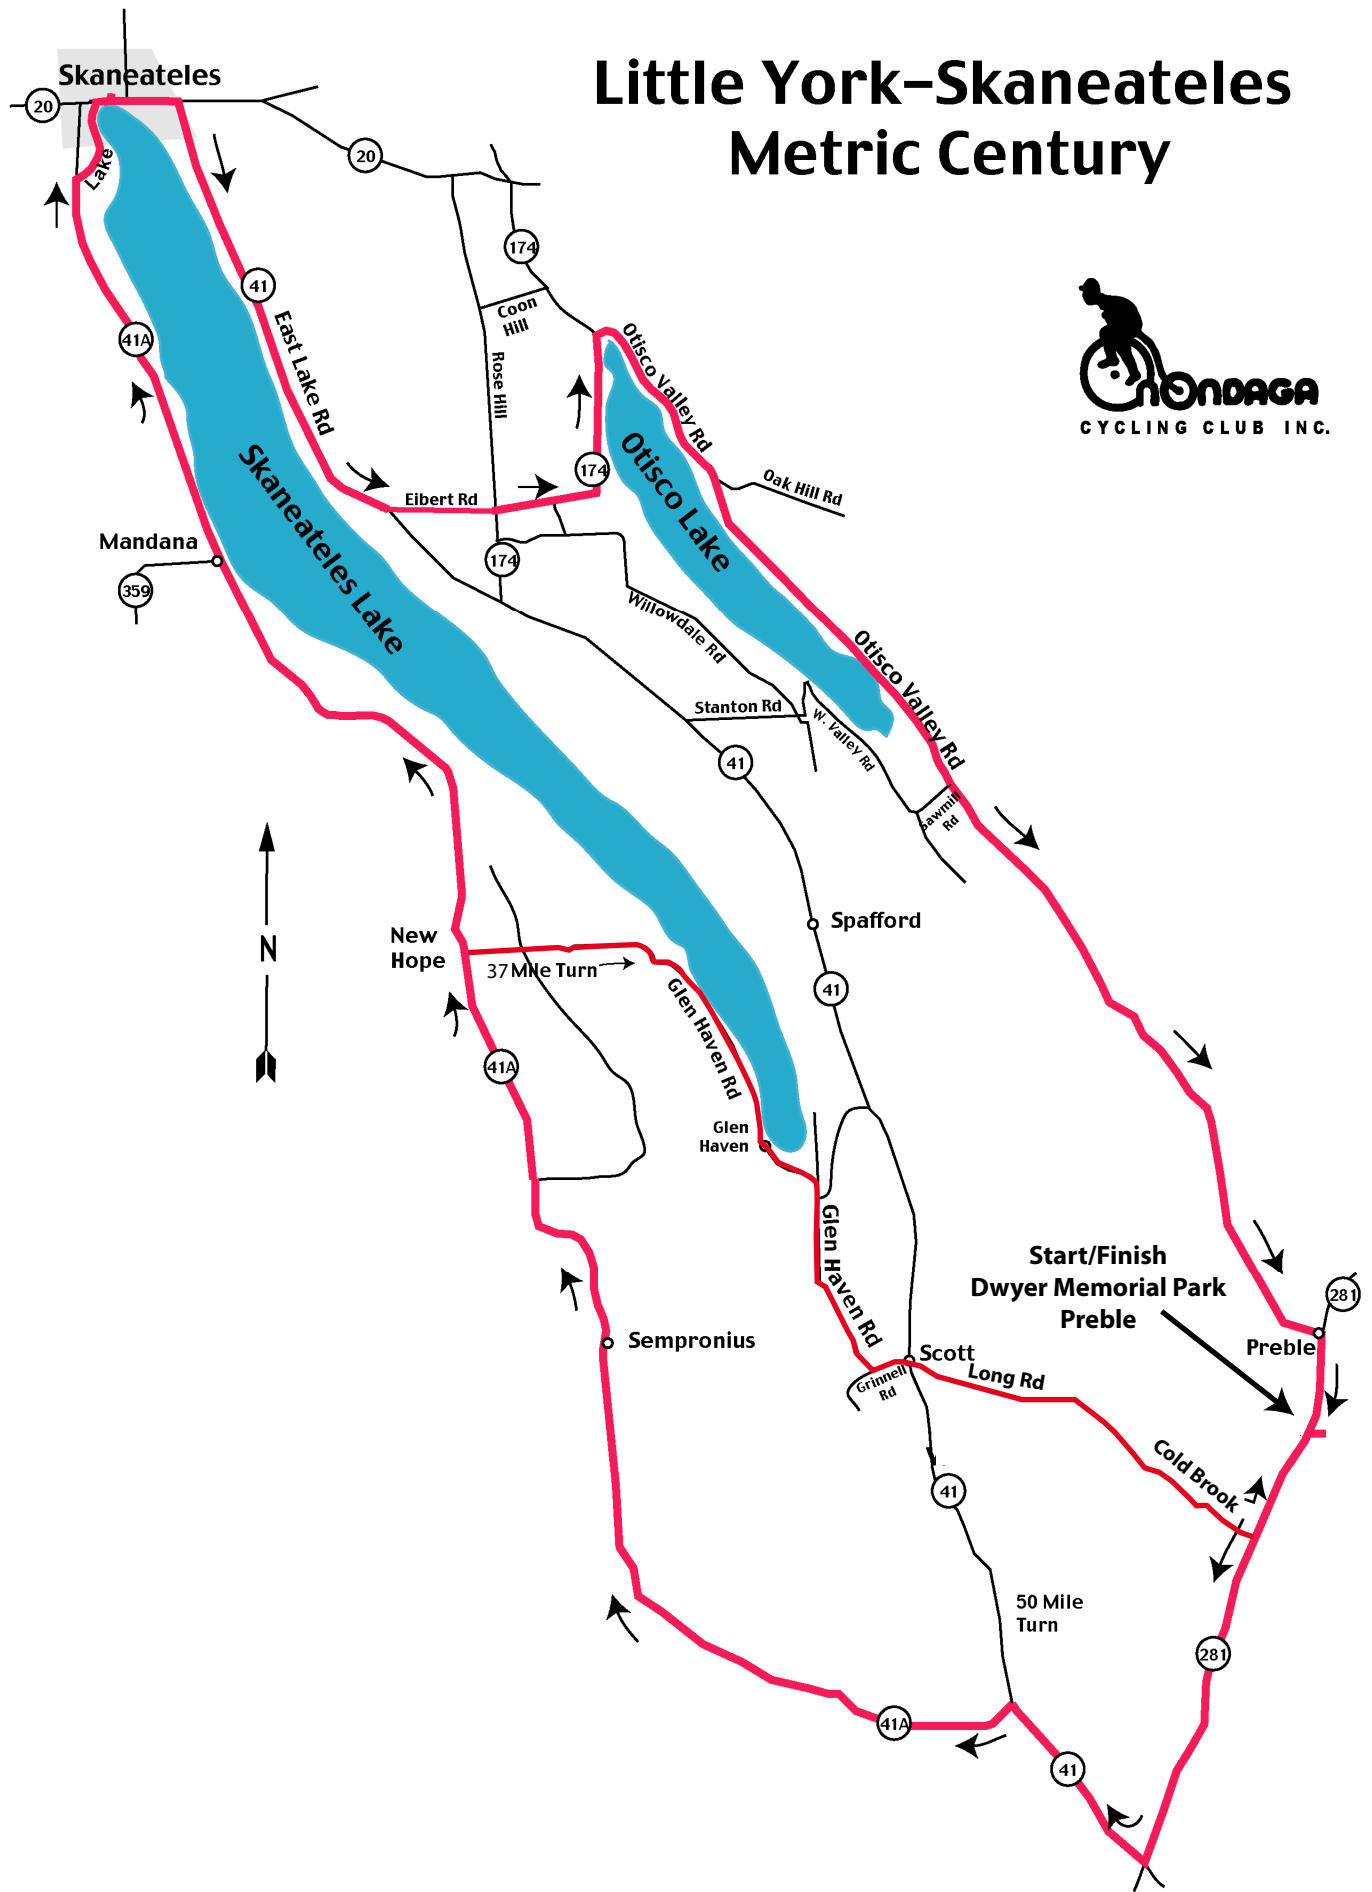 Little York–Skaneateles
Metric Century
Skaneateles
20
20
Lake
174
41
Coon
Hill
East Lake Rd
Rose Hill
Otisco Valley Rd
41A
NONDAGA
CYCLING CLUB INC.
Otisco Lake
174
Oak Hill Rd
Eibert Rd
Skaneateles Lake
Mandana
359
174
Willowdale Rd
Otisco Valley Rd
Stanton Rd
W. Valley Rd
41
Sawmill
Rd
N
Spafford
New
Hope
37 Mile Turn
41
Glen Haven Rd
41A
Glen
Haven
Glen Haven Rd
Start/Finish
Dwyer Memorial Park
Preble
281
Preble
Sempronius
Scott
Grinnell
Rd
Long Rd
Cold Brook
41
50 Mile
Turn
281
41A
41